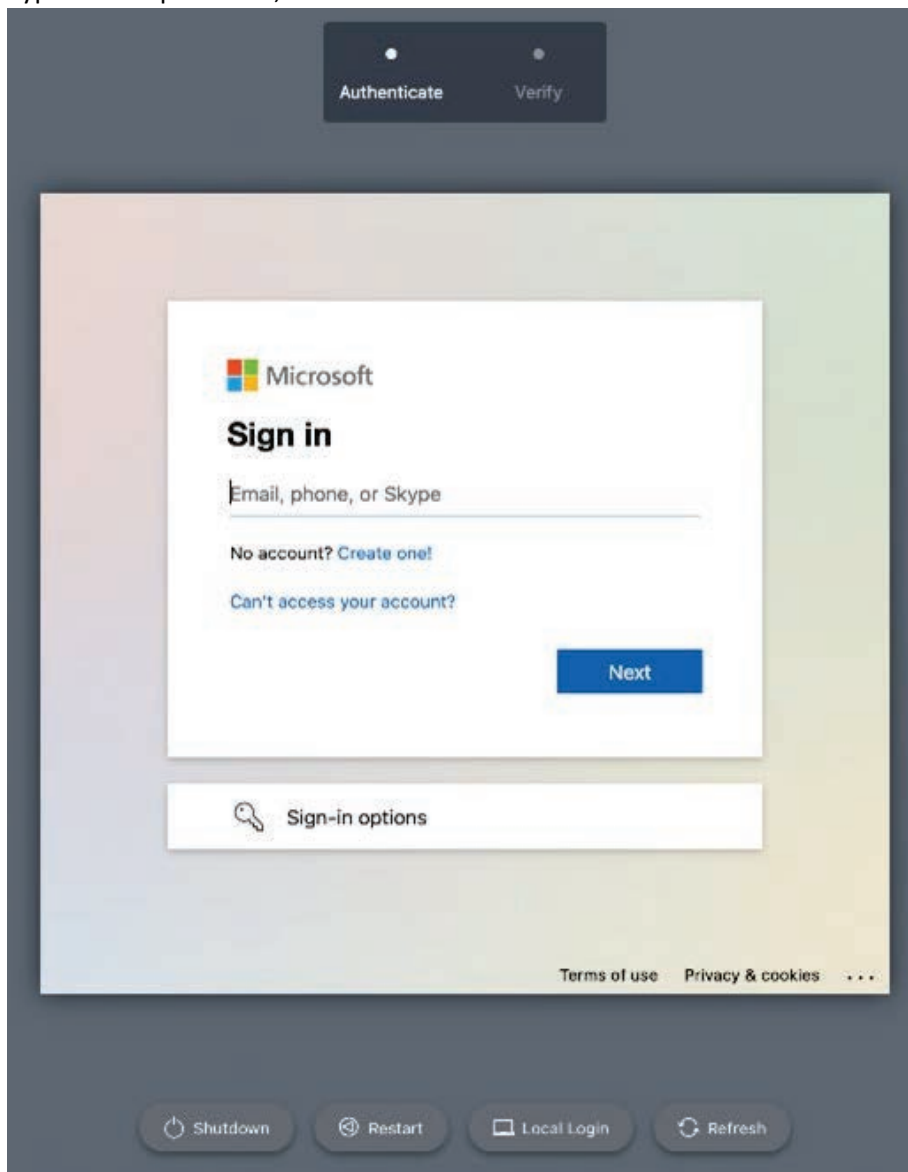 Authenticate Verify
Microsoft
Sign in
Email, phone, or Skype
No account? Create one!
Can't access your account?
Next
Sign-in options
Terms of use Privacy & cookies ...
Shutdown Restart Local Login Refresh